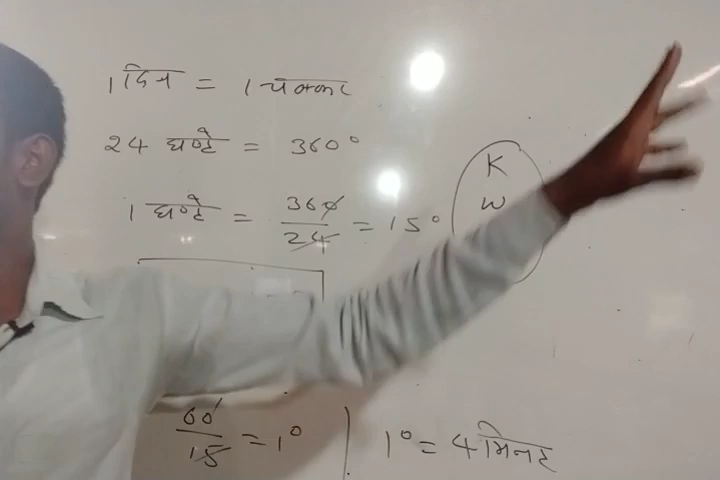 1 दिन = 1 चक्कर
24 घण्टे = 360°
1 घण्टे = 360/24 = 15°
K
W
60/15 = 1° | 1° = 4 मिनट